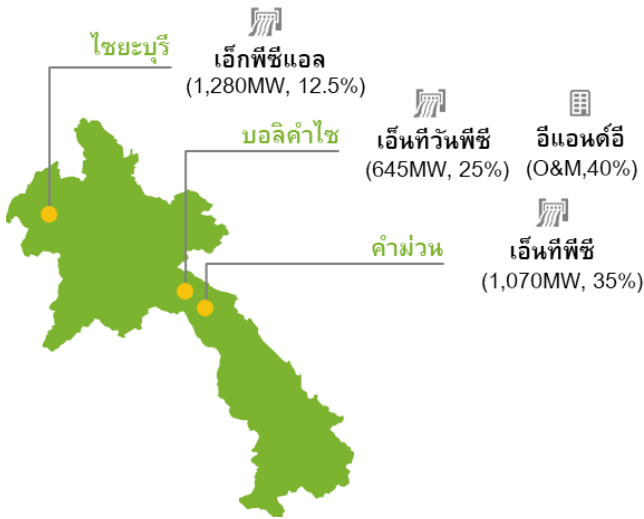 ไซยะบุรี
เอ็กพีซีแอล
(1,280MW, 12.5%)
บอลิคำไซ
เอ็นทีวันพีซี
(645MW, 25%)
อีแอนด์อี
(O&M,40%)
คำม่วน
เอ็นทีพีซี
(1,070MW, 35%)